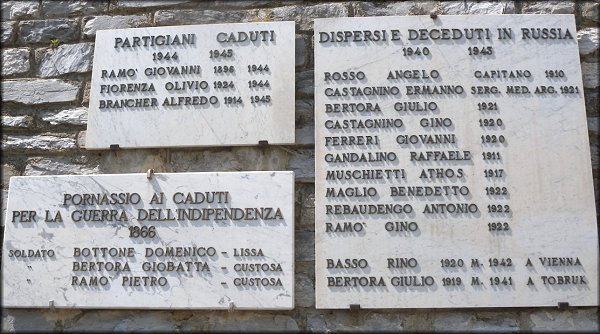 PARTIGIANI CADUTI
1944 1945
RAMO' GIOVANNI 1896 1944
FIORENZA OLIVIO 1924 1944
BRANCHER ALFREDO 1914 1945
PORNASSIO AI CADUTI
PER LA GUERRA DELL'INDIPENDENZA
1866
SOLDATO BOTTONE DOMENICO - LISSA
" BERTORA GIOBATTA - CUSTOSA
" RAMO' PIETRO - CUSTOSA
DISPERSI E DECEDUTI IN RUSSIA
1940 1943
ROSSO ANGELO CAPITANO 1910
CASTAGNINO ERMANNO SERG. MED. ARG. 1921
BERTORA GIULIO 1921
CASTAGNINO GINO 1920
FERRERI GIOVANNI 1920
GANDALINO RAFFAELE 1911
MUSCHIETTI ATHOS 1917
MAGLIO BENEDETTO 1922
REBAUDENGO ANTONIO 1922
RAMO' GINO 1922
BASSO RINO 1920 M. 1942 A VIENNA
BERTORA GIULIO 1919 M. 1941 A TOBRUK